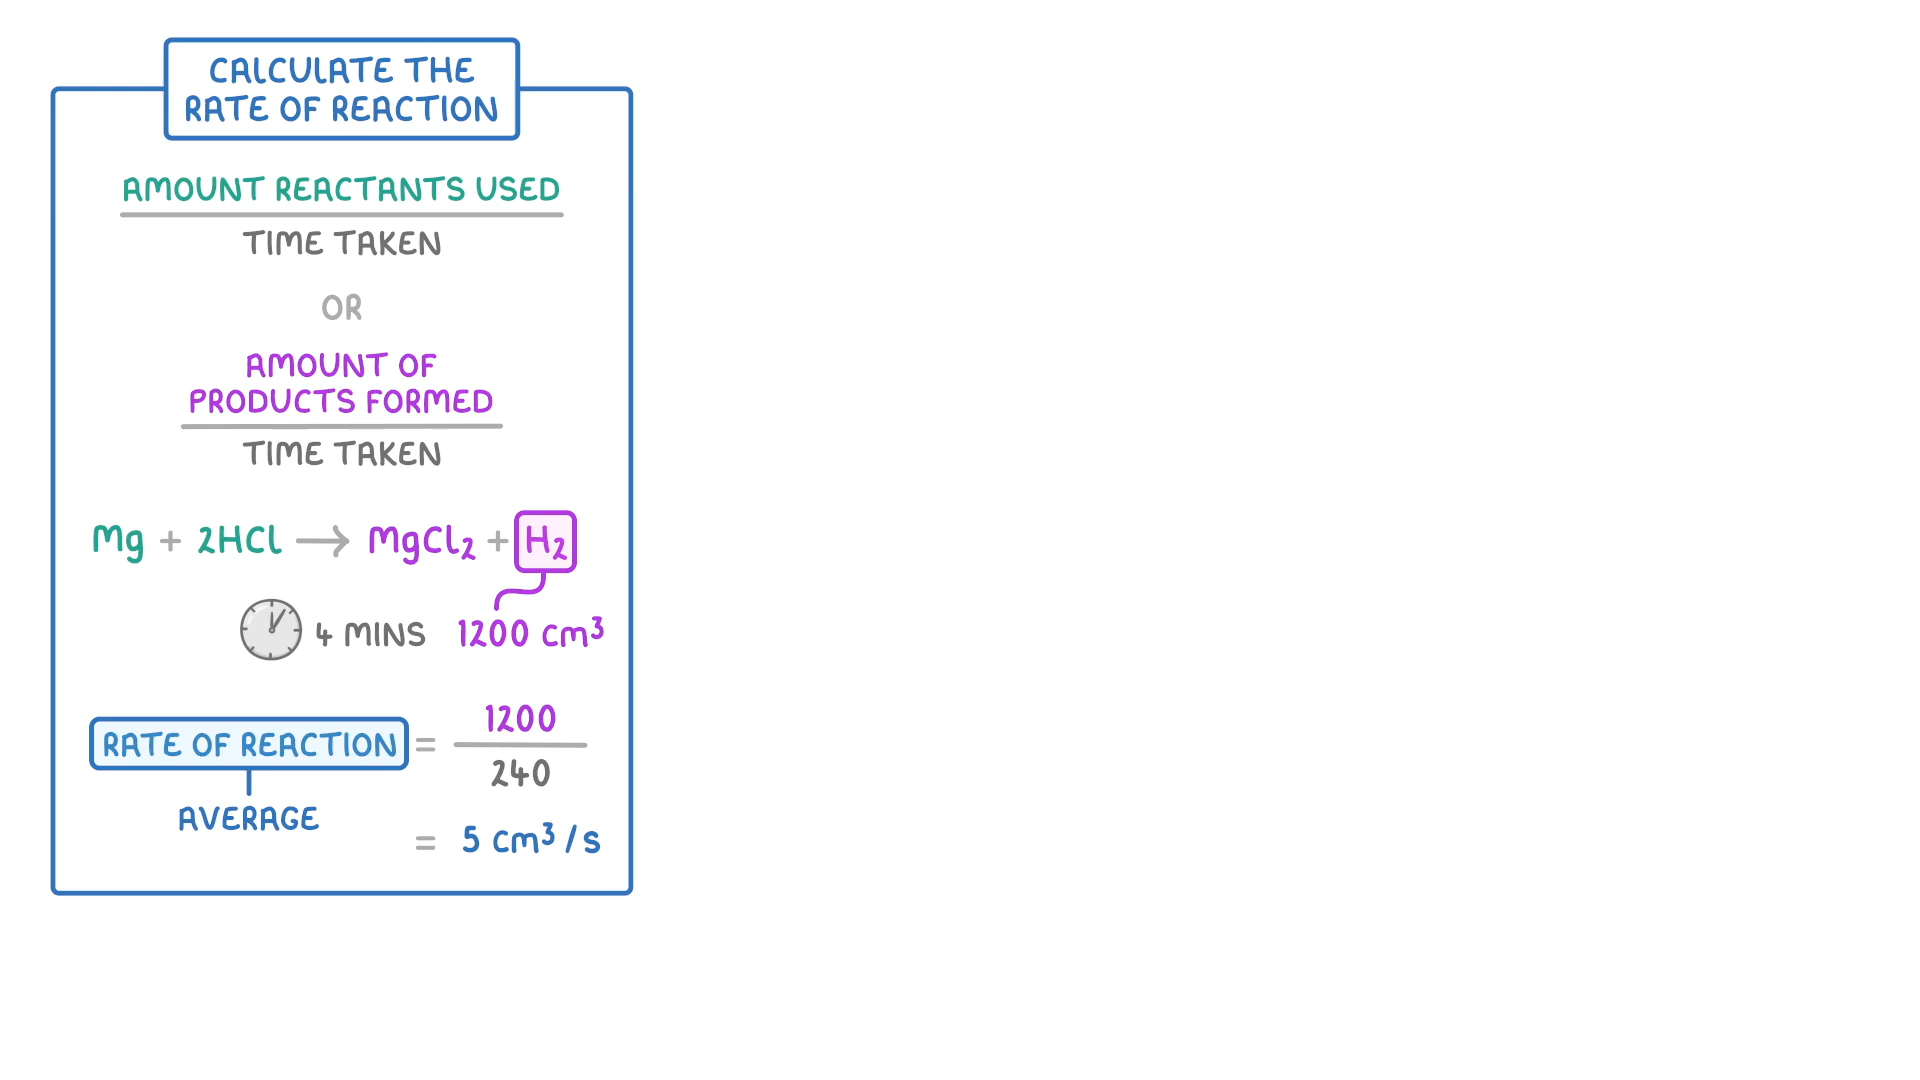 CALCULATE THE
RATE OF REACTION
AMOUNT REACTANTS USED
TIME TAKEN
OR
AMOUNT OF
PRODUCTS FORMED
TIME TAKEN
Mg + 2HCl → MgCl₂ + H₂
4 MINS 1200 cm³
RATE OF REACTION = 1200
240
AVERAGE
= 5 cm³/s